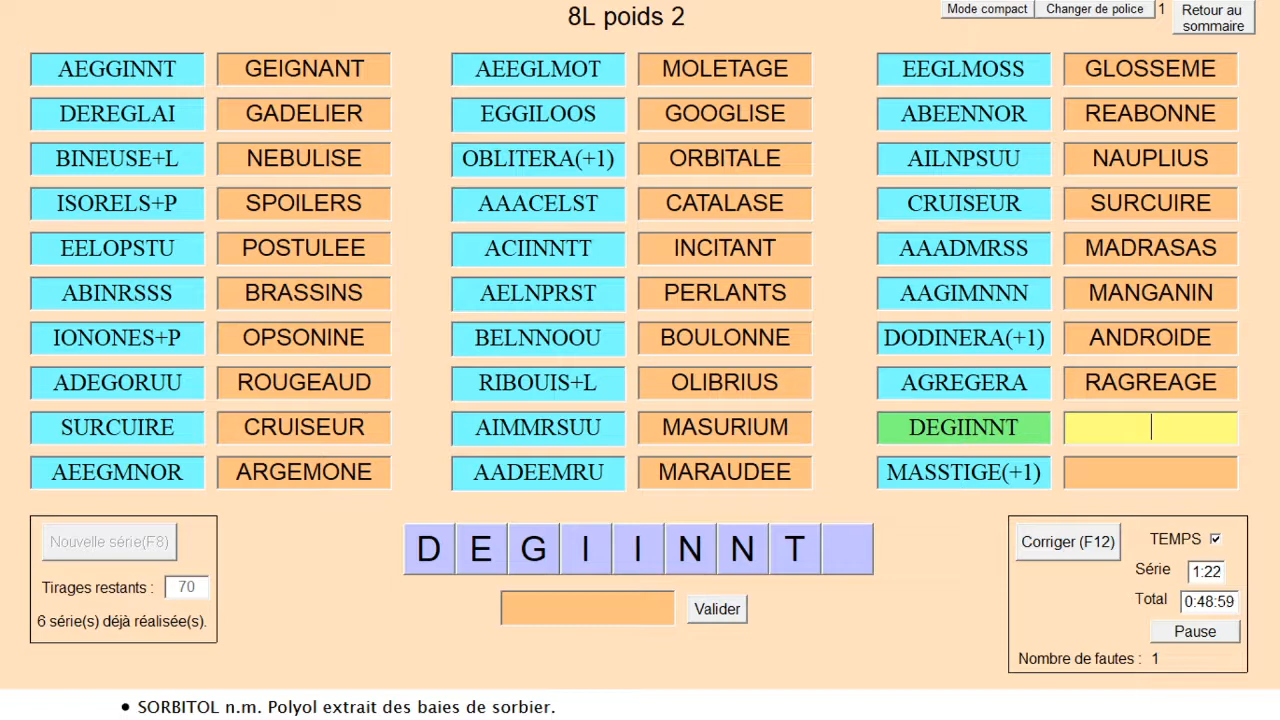 8L poids 2
Mode compact Changer de police 1 Retour au sommaire
AEGGINNT GEIGNANT AEEGLMOT MOLETAGE EEGLMOSS GLOSSEME
DEREGLAI GADELIER EGGILOOS GOOGLISE ABEENNOR REABONNE
BINEUSE+L NEBULISE OBLITERA(+1) ORBITALE AILNPSUU NAUPLIUS
ISORELS+P SPOILERS AAACELST CATALASE CRUISEUR SURCUIRE
EELOPSTU POSTULEE ACIINNTT INCITANT AAADMRSS MADRASAS
ABINRSSS BRASSINS AELNPRST PERLANTS AAGIMNNN MANGANIN
IONONES+P OPSONINE BELNNOOU BOULONNE DODINERA(+1) ANDROIDE
ADEGORUU ROUGEAUD RIBOUIS+L OLIBRIUS AGREGERA RAGREAGE
SURCUIRE CRUISEUR AIMMRSUU MASURIUM DEGIINNT
AEEGMNOR ARGEMONE AADEEMRU MARAUDEE MASSTIGE(+1)
Nouvelle série(F8)
Tirages restants : 70
6 série(s) déjà réalisée(s).
D E G I I N N T
Valider
Corriger (F12) TEMPS
Série 1:22
Total 0:48:59
Pause
Nombre de fautes : 1
• SORBITOL n.m. Polyol extrait des baies de sorbier.